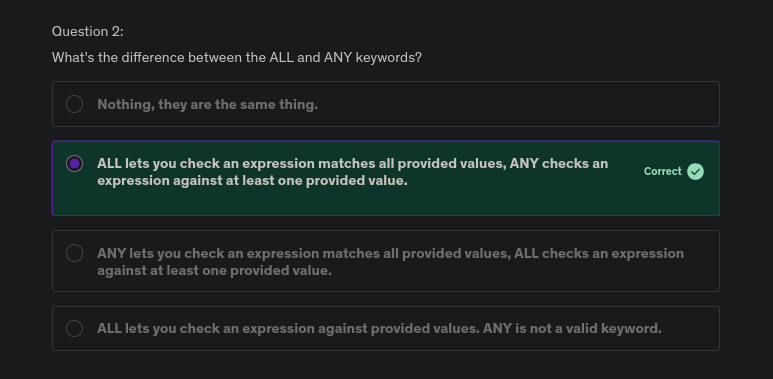 Question 2:
What's the difference between the ALL and ANY keywords?
Nothing, they are the same thing.
ALL lets you check an expression matches all provided values, ANY checks an
expression against at least one provided value.
Correct
ANY lets you check an expression matches all provided values, ALL checks an expression
against at least one provided value.
ALL lets you check an expression against provided values. ANY is not a valid keyword.